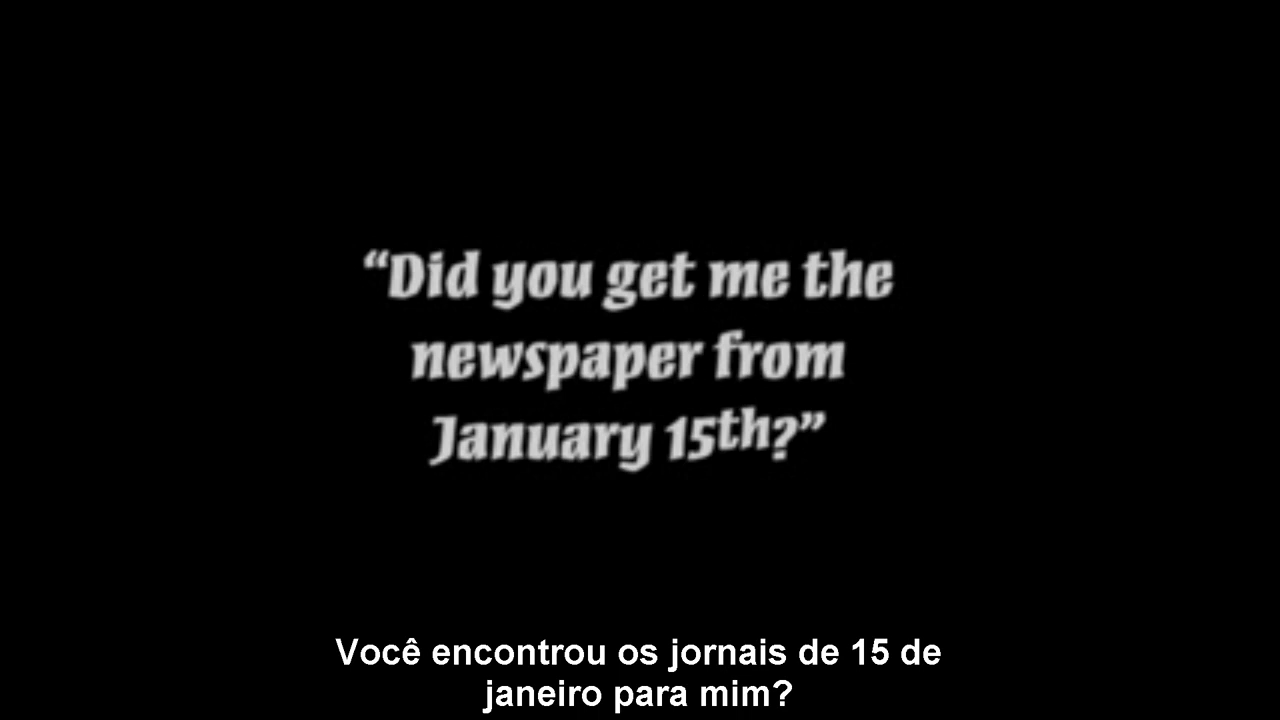 “Did you get me the
newspaper from
January 15th?”
Você encontrou os jornais de 15 de
janeiro para mim?